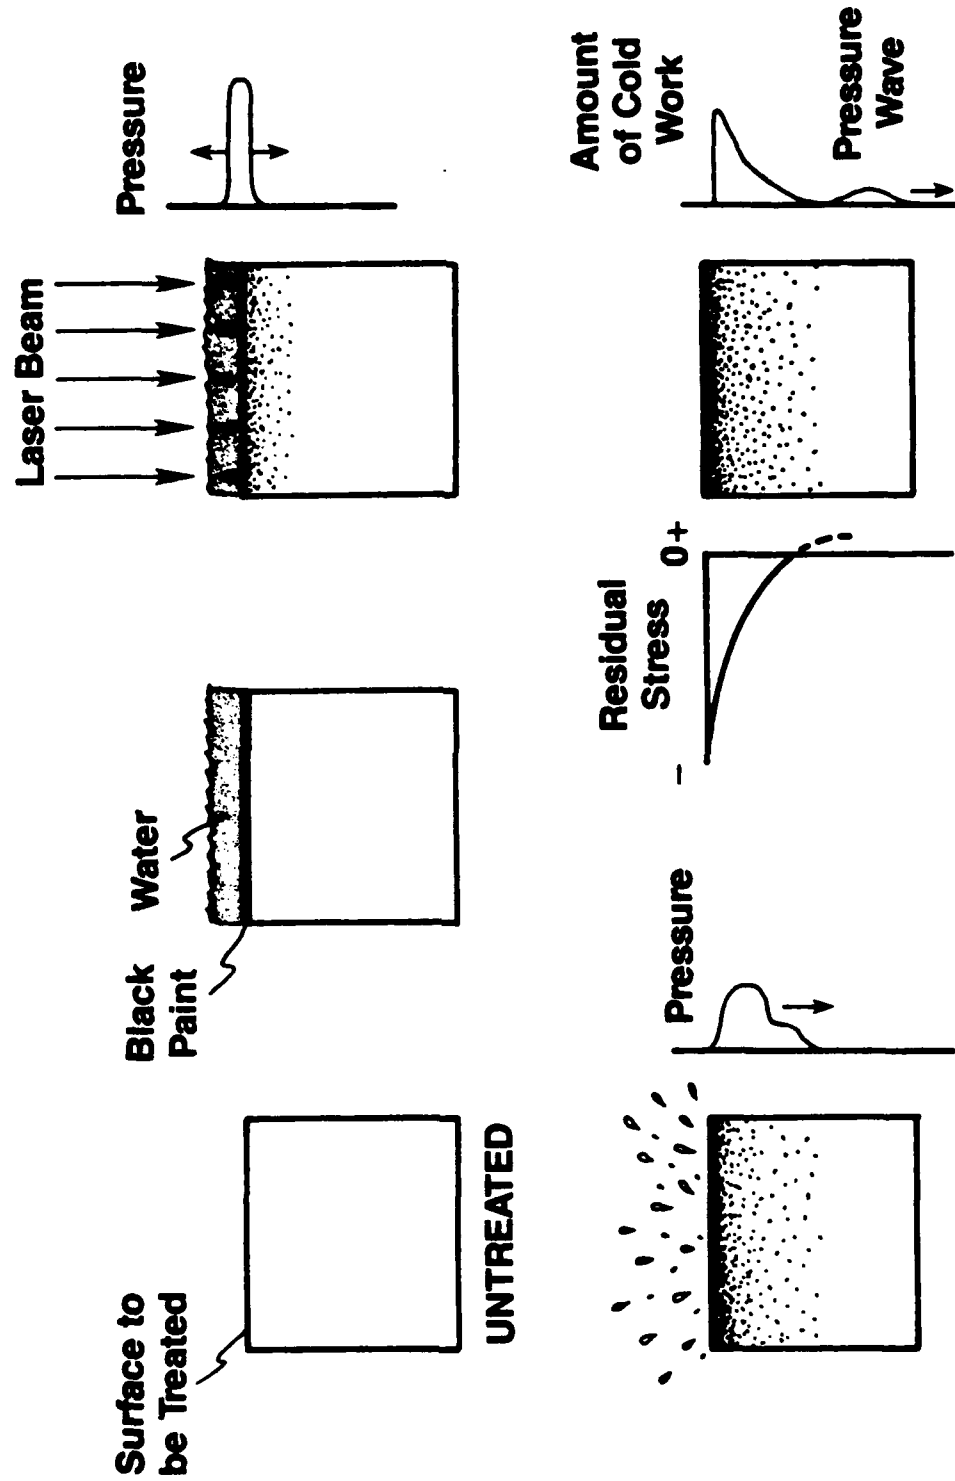 Surface to
be Treated
UNTREATED
Black
Paint
Water
Laser Beam
Pressure
Pressure
Residual
Stress
–
0+
Amount
of Cold
Work
Pressure
Wave